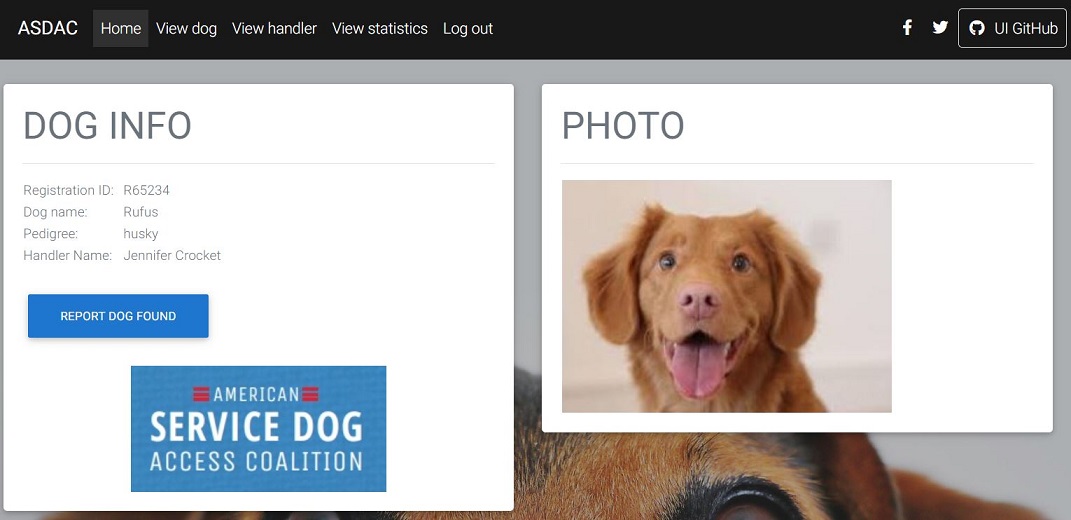 ASDAC Home View dog View handler View statistics Log out UI GitHub
DOG INFO
Registration ID: R65234
Dog name: Rufus
Pedigree: husky
Handler Name: Jennifer Crocket
REPORT DOG FOUND
AMERICAN
SERVICE DOG
ACCESS COALITION
PHOTO